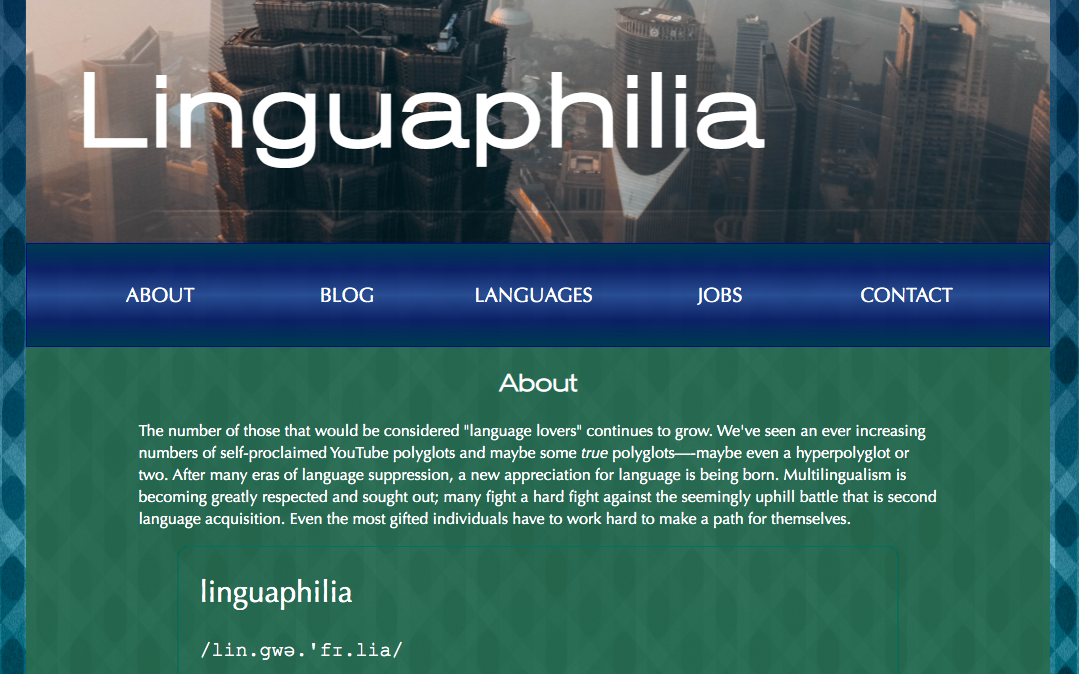 Linguaphilia
ABOUT BLOG LANGUAGES JOBS CONTACT
About
The number of those that would be considered "language lovers" continues to grow. We've seen an ever increasing
numbers of self-proclaimed YouTube polyglots and maybe some true polyglots—-maybe even a hyperpolyglot or
two. After many eras of language suppression, a new appreciation for language is being born. Multilingualism is
becoming greatly respected and sought out; many fight a hard fight against the seemingly uphill battle that is second
language acquisition. Even the most gifted individuals have to work hard to make a path for themselves.
linguaphilia
/lin.gwə.'fɪ.lia/